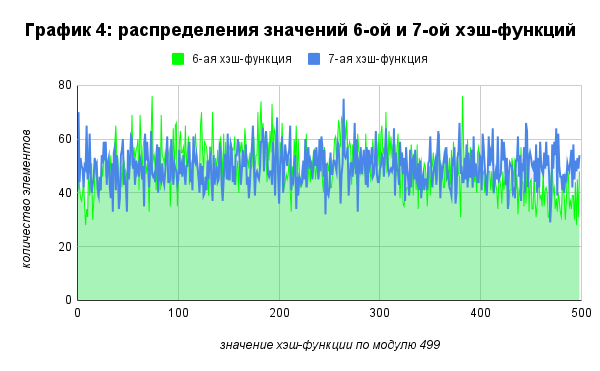 График 4: распределения значений 6-ой и 7-ой хэш-функций
6-ая хэш-функция 7-ая хэш-функция
80
60
40
20
0
количество элементов
0 100 200 300 400 500
значение хэш-функции по модулю 499